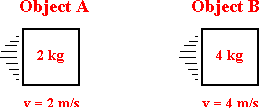 Object A Object B
2 kg 4 kg
v = 2 m/s v = 4 m/s